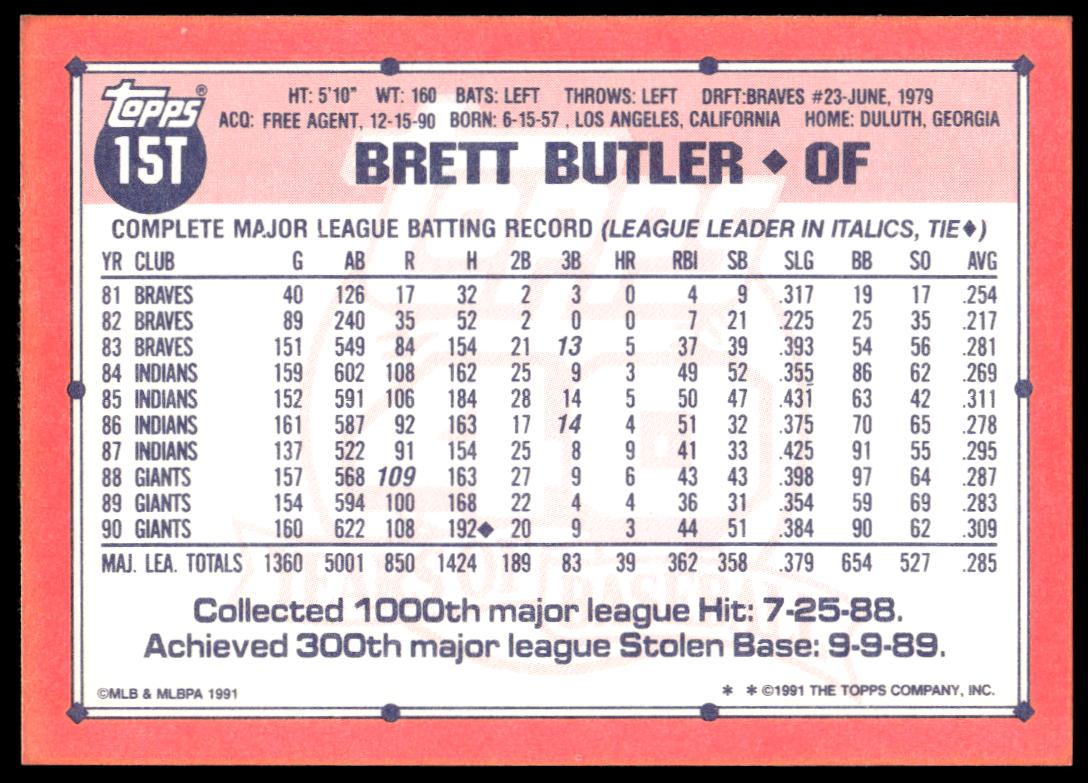 Topps®
15T
HT: 5'10" WT: 160 BATS: LEFT THROWS: LEFT DRFT:BRAVES #23-JUNE, 1979
ACQ: FREE AGENT, 12-15-90 BORN: 6-15-57 , LOS ANGELES, CALIFORNIA HOME: DULUTH, GEORGIA
BRETT BUTLER ◆ OF
COMPLETE MAJOR LEAGUE BATTING RECORD (LEAGUE LEADER IN ITALICS, TIE◆)
YR CLUB G AB R H 2B 3B HR RBI SB SLG BB SO AVG
81 BRAVES 40 126 17 32 2 3 0 4 9 .317 19 17 .254
82 BRAVES 89 240 35 52 2 0 0 7 21 .225 25 35 .217
83 BRAVES 151 549 84 154 21 13 5 37 39 .393 54 56 .281
84 INDIANS 159 602 108 162 25 9 3 49 52 .355 86 62 .269
85 INDIANS 152 591 106 184 28 14 5 50 47 .431 63 42 .311
86 INDIANS 161 587 92 163 17 14 4 51 32 .375 70 65 .278
87 INDIANS 137 522 91 154 25 8 9 41 33 .425 91 55 .295
88 GIANTS 157 568 109 163 27 9 6 43 43 .398 97 64 .287
89 GIANTS 154 594 100 168 22 4 4 36 31 .354 59 69 .283
90 GIANTS 160 622 108 192◆ 20 9 3 44 51 .384 90 62 .309
MAJ. LEA. TOTALS 1360 5001 850 1424 189 83 39 362 358 .379 654 527 .285
Collected 1000th major league Hit: 7-25-88.
Achieved 300th major league Stolen Base: 9-9-89.
©MLB & MLBPA 1991 * * ©1991 THE TOPPS COMPANY, INC.
Topps
40
YEARS OF BASEBALL